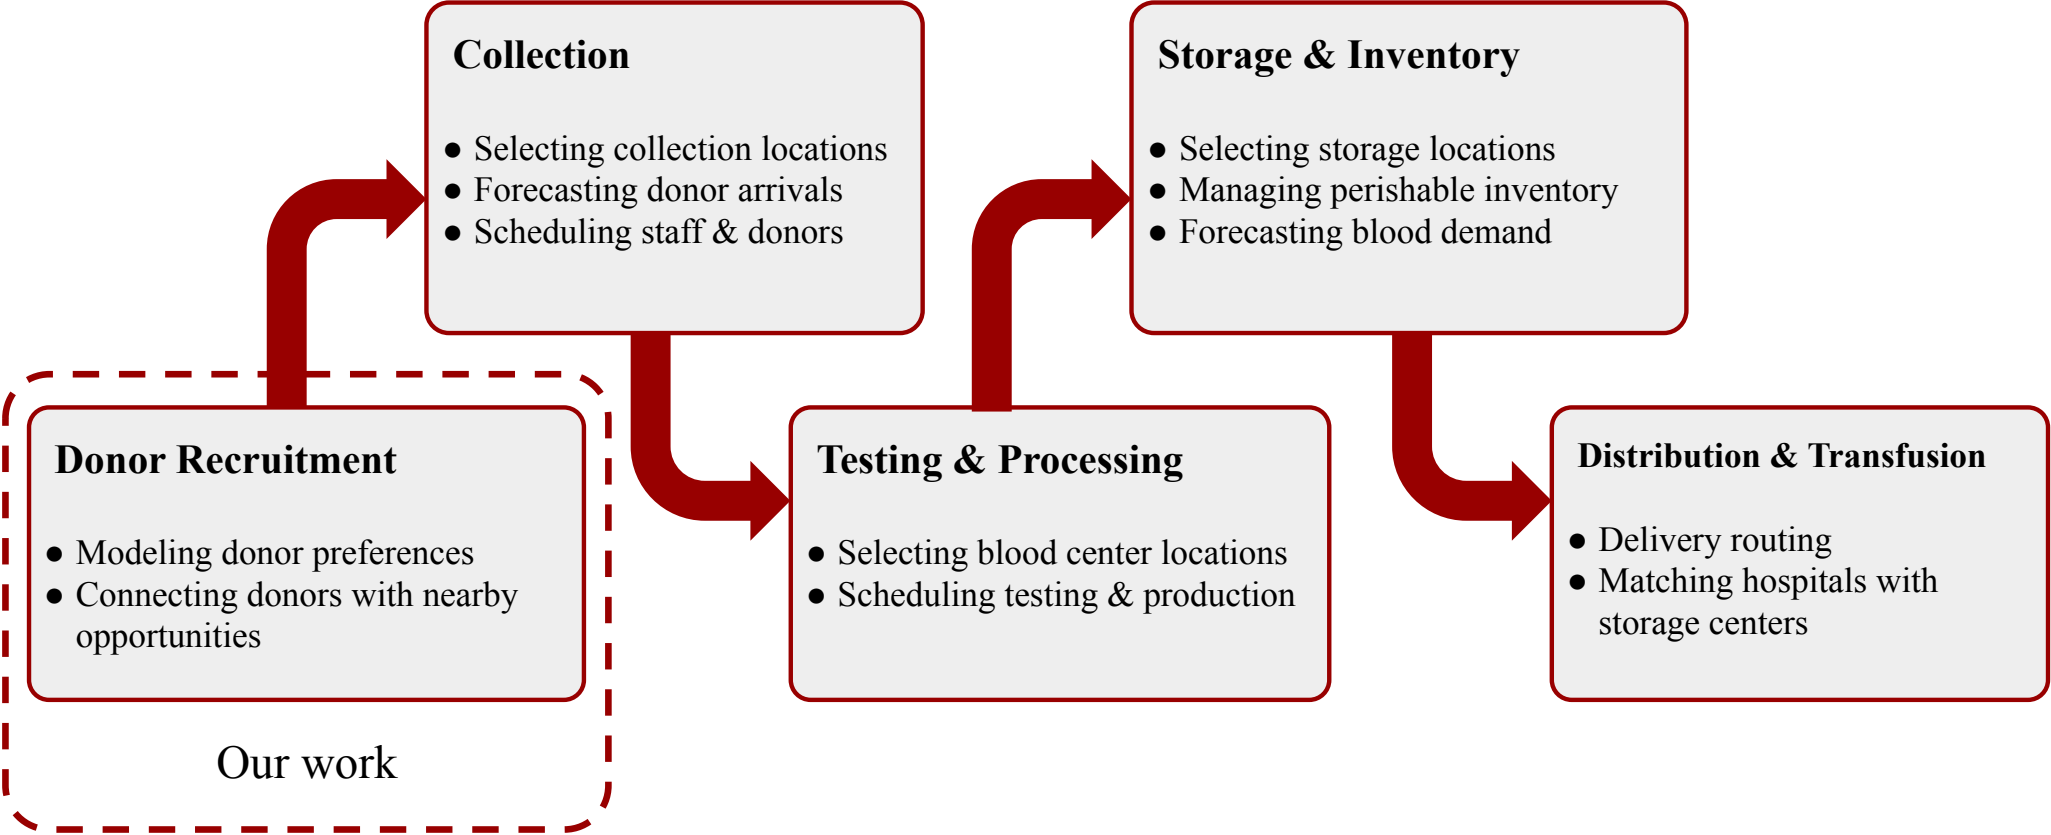 Collection
● Selecting collection locations
● Forecasting donor arrivals
● Scheduling staff & donors
Storage & Inventory
● Selecting storage locations
● Managing perishable inventory
● Forecasting blood demand
Donor Recruitment
● Modeling donor preferences
● Connecting donors with nearby
opportunities
Our work
Testing & Processing
● Selecting blood center locations
● Scheduling testing & production
Distribution & Transfusion
● Delivery routing
● Matching hospitals with
storage centers